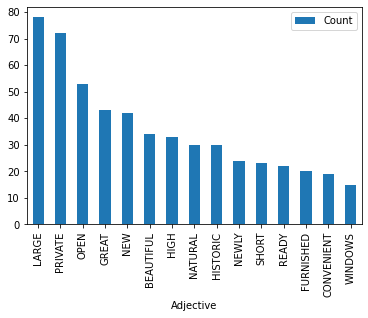 80
70
60
50
40
30
20
10
0
Count
LARGE
PRIVATE
OPEN
GREAT
NEW
BEAUTIFUL
HIGH
NATURAL
HISTORIC
NEWLY
SHORT
READY
FURNISHED
CONVENIENT
WINDOWS
Adjective